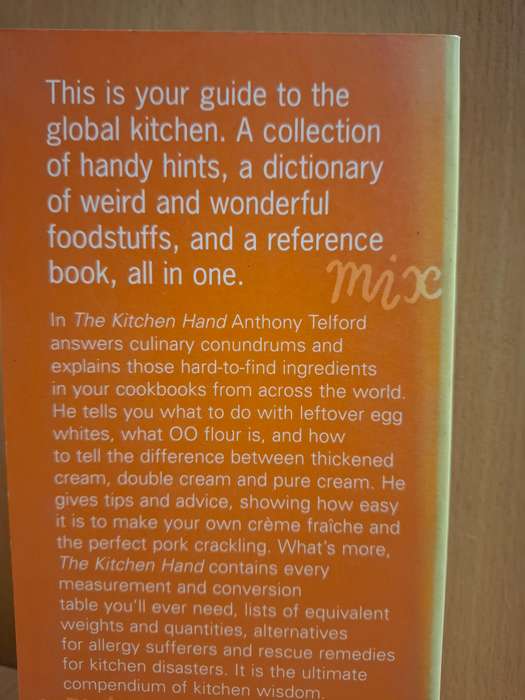 This is your guide to the
global kitchen. A collection
of handy hints, a dictionary
of weird and wonderful
foodstuffs, and a reference
book, all in one.
mix
In The Kitchen Hand Anthony Telford
answers culinary conundrums and
explains those hard-to-find ingredients
in your cookbooks from across the world.
He tells you what to do with leftover egg
whites, what OO flour is, and how
to tell the difference between thickened
cream, double cream and pure cream. He
gives tips and advice, showing how easy
it is to make your own crème fraîche and
the perfect pork crackling. What's more,
The Kitchen Hand contains every
measurement and conversion
table you'll ever need, lists of equivalent
weights and quantities, alternatives
for allergy sufferers and rescue remedies
for kitchen disasters. It is the ultimate
compendium of kitchen wisdom.